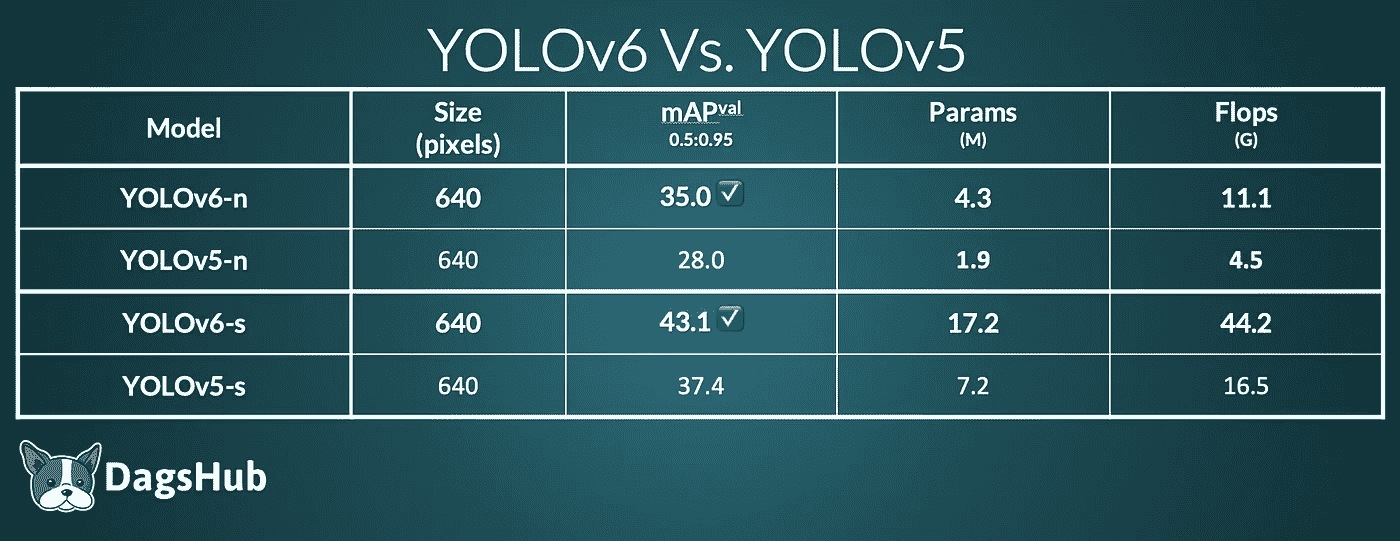 YOLOv6 Vs. YOLOv5
Model Size (pixels) mAPval 0.5:0.95 Params (M) Flops (G)
YOLOv6-n 640 35.0 4.3 11.1
YOLOv5-n 640 28.0 1.9 4.5
YOLOv6-s 640 43.1 17.2 44.2
YOLOv5-s 640 37.4 7.2 16.5
DagsHub